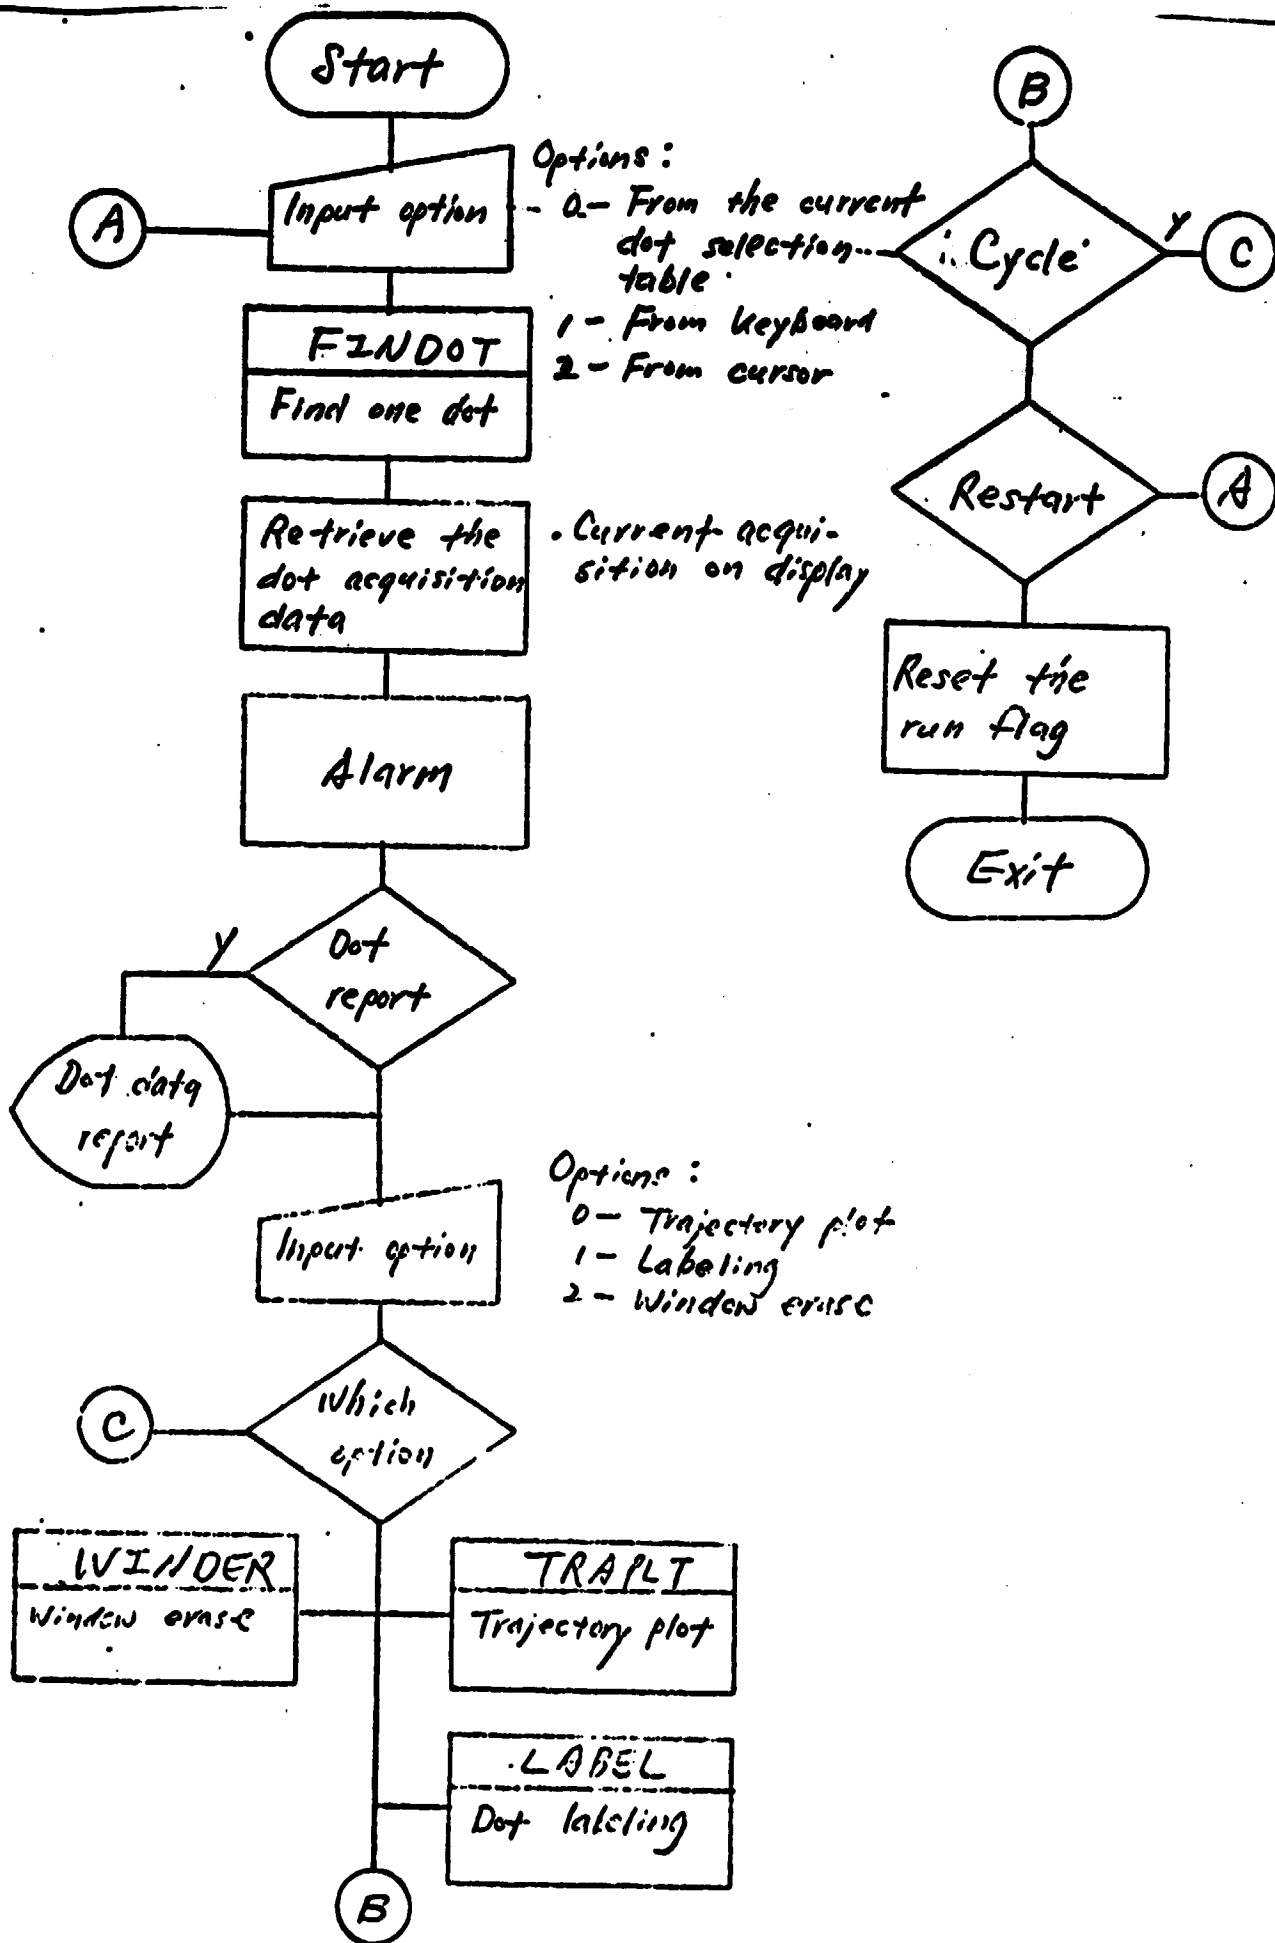 Start
A
Input option
Options:
0 - From the current
dot selection
table
1 - From keyboard
2 - From cursor
FINDOT
Find one dot
Retrieve the
dot acquisition
data
Current acqui-
sition on display
Alarm
Y
Dot
report
Dot data
report
Input option
Options:
0 - Trajectory plot
1 - Labeling
2 - Window erase
C
Which
option
WINDER
Window erase
TRAPLT
Trajectory plot
LABEL
Dot labeling
B
B
Cycle
Y
C
Restart
A
Reset the
run flag
Exit